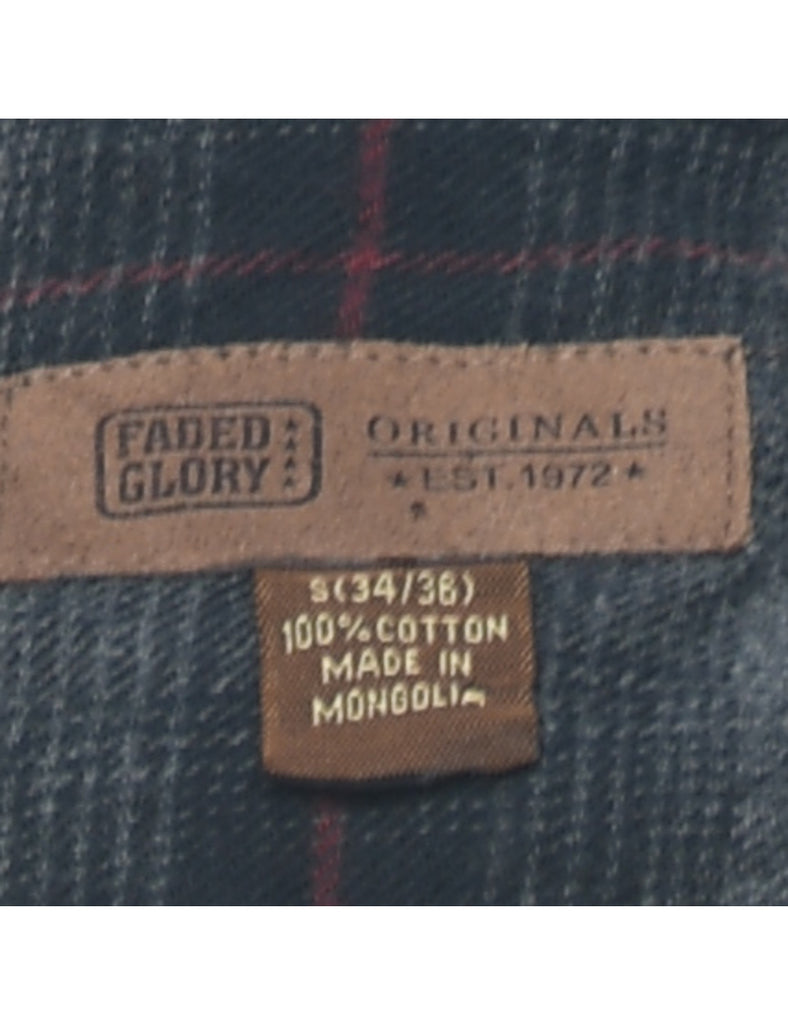 FADED
GLORY
ORIGINALS
EST. 1972
S(34/36)
100% COTTON
MADE IN
MONGOLIA